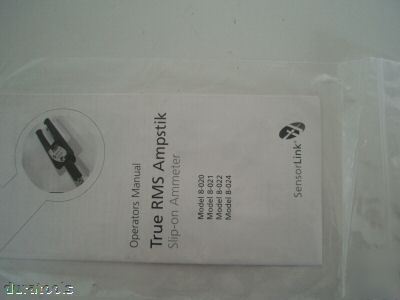 Operators Manual
True RMS Ampstik
Slip-on Ammeter
Model 8-020
Model 8-021
Model 8-022
Model 8-024
SensorLink
duratools